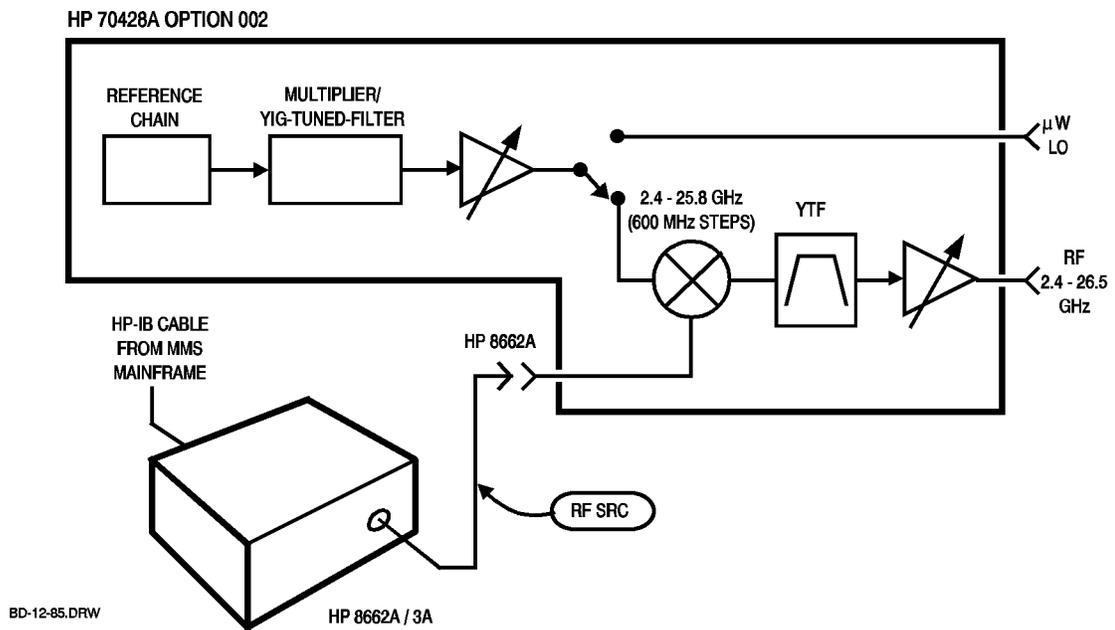 HP 70428A OPTION 002
REFERENCE
CHAIN
MULTIPLIER/
YIG-TUNED-FILTER
µW
LO
2.4 - 25.8 GHz
(600 MHz STEPS)
YTF
RF
2.4 - 26.5
GHz
HP-IB CABLE
FROM MMS
MAINFRAME
HP 8662A
RF SRC
BD-12-85.DRW
HP 8662A / 3A